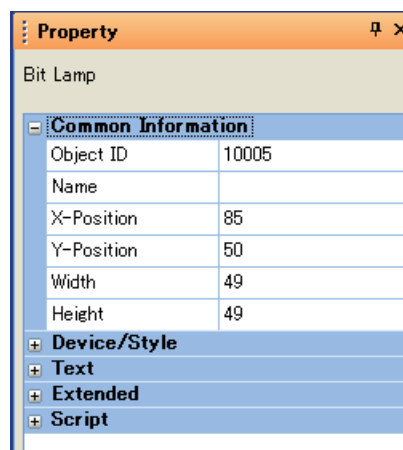 Property
Bit Lamp
Common Information
Object ID 10005
Name
X-Position 85
Y-Position 50
Width 49
Height 49
Device/Style
Text
Extended
Script